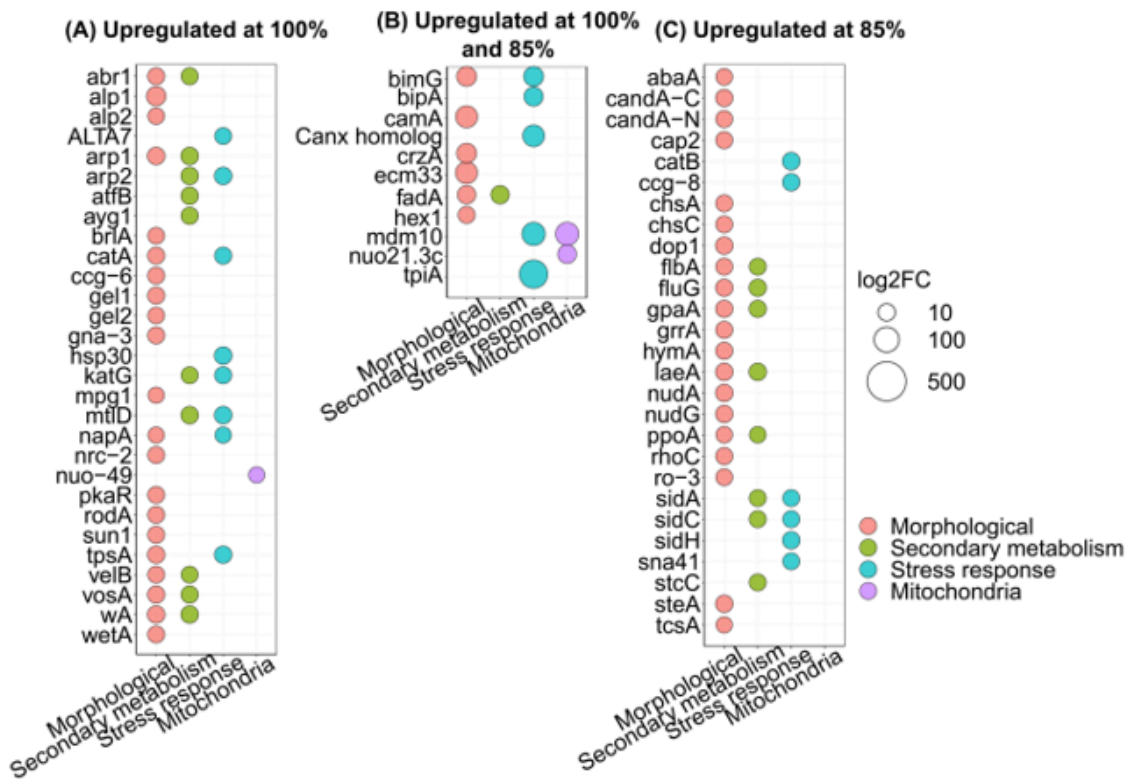 (A) Upregulated at 100%
abr1
alp1
alp2
ALTA7
arp1
arp2
atfB
ayg1
brlA
catA
ccg-6
gel1
gel2
gna-3
hsp30
katG
mpg1
mtlD
napA
nrc-2
nuo-49
pkaR
rodA
sun1
tpsA
velB
vosA
wA
wetA
Morphological
Secondary metabolism
Stress response
Mitochondria
(B) Upregulated at 100%
and 85%
bimG
bipA
camA
Canx homolog
crzA
ecm33
fadA
hex1
mdm10
nuo21.3c
tpiA
Morphological
Secondary metabolism
Stress response
Mitochondria
(C) Upregulated at 85%
abaA
candA-C
candA-N
cap2
catB
ccg-8
chsA
chsC
dop1
flbA
fluG
gpaA
grrA
hymA
laeA
nudA
nudG
ppoA
rhoC
ro-3
sidA
sidC
sidH
sna41
stcC
steA
tcsA
Morphological
Secondary metabolism
Stress response
Mitochondria
log2FC
10
100
500
Morphological
Secondary metabolism
Stress response
Mitochondria